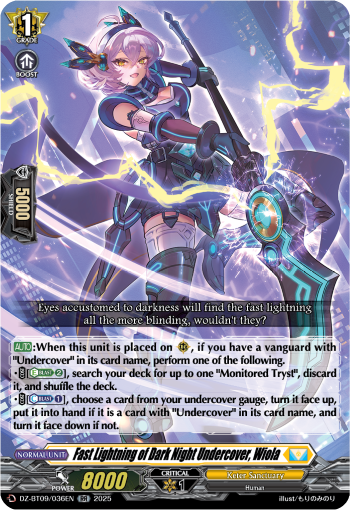 1
GRADE
BOOST
5000
SHIELD
Eyes accustomed to darkness will find the fast lightning
all the more blinding, wouldn't they?
AUTO:When this unit is placed on , if you have a vanguard with
"Undercover" in its card name, perform one of the following.
・[E-BLAST 2], search your deck for up to one "Monitored Tryst", discard
it, and shuffle the deck.
・[C-BLAST 1], choose a card from your undercover gauge, turn it face up,
put it into hand if it is a card with "Undercover" in its card name, and
turn it face down if not.
(NORMAL UNIT)
Fast Lightning of Dark Night Undercover, Wiola
POWER 8000
CRITICAL
1
Keter Sanctuary
Human
D DZ-BT09/036EN RR 2025
illust/もりのみのり